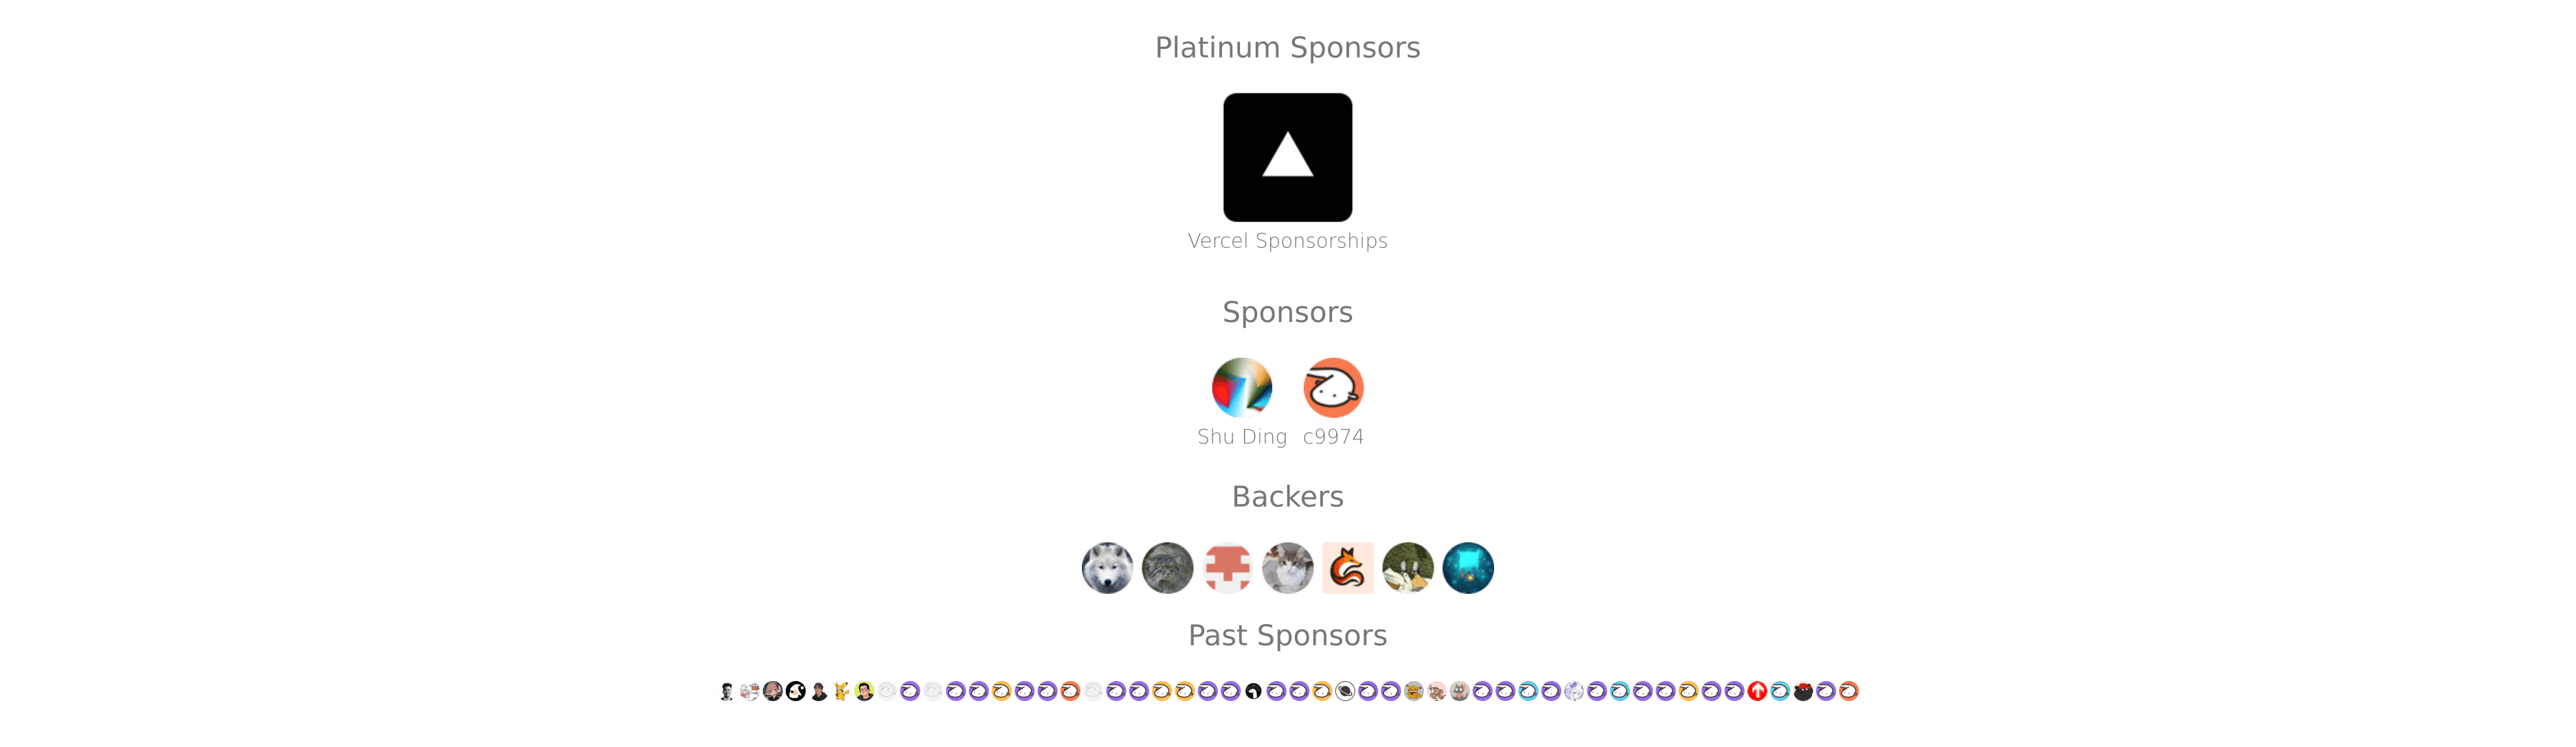 Platinum Sponsors
Vercel Sponsorships
Sponsors
Shu Ding c9974
Backers
Past Sponsors